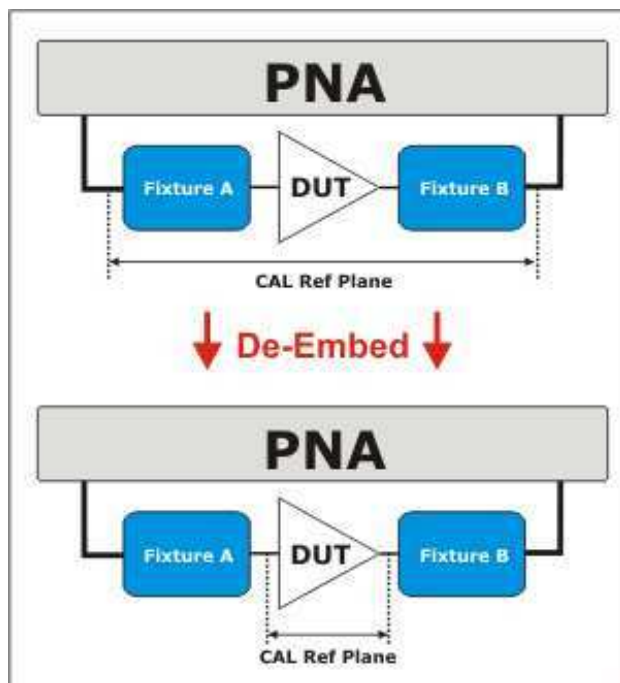 PNA
Fixture A DUT Fixture B
CAL Ref Plane
De-Embed
PNA
Fixture A DUT Fixture B
CAL Ref Plane